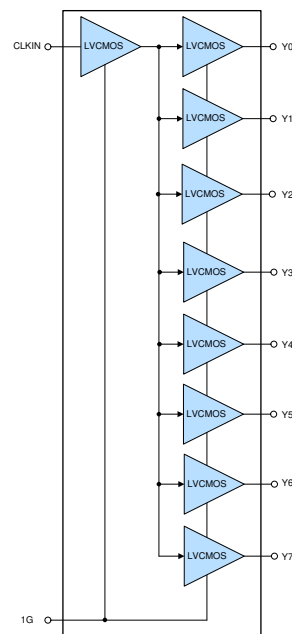 CLKIN
LVCMOS
LVCMOS
Y0
LVCMOS
Y1
LVCMOS
Y2
LVCMOS
Y3
LVCMOS
Y4
LVCMOS
Y5
LVCMOS
Y6
LVCMOS
Y7
1G